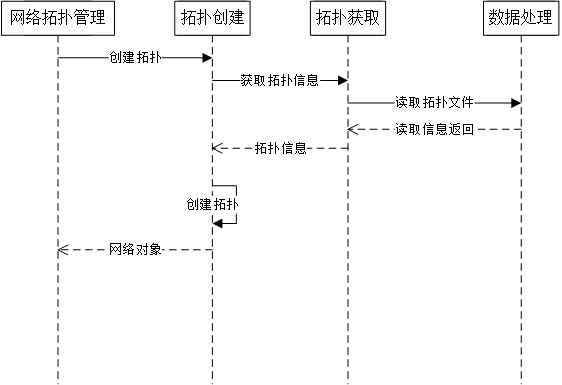 网络拓扑管理
拓扑创建
拓扑获取
数据处理
创建拓扑
获取拓扑信息
读取拓扑文件
读取信息返回
拓扑信息
创建拓扑
网络对象